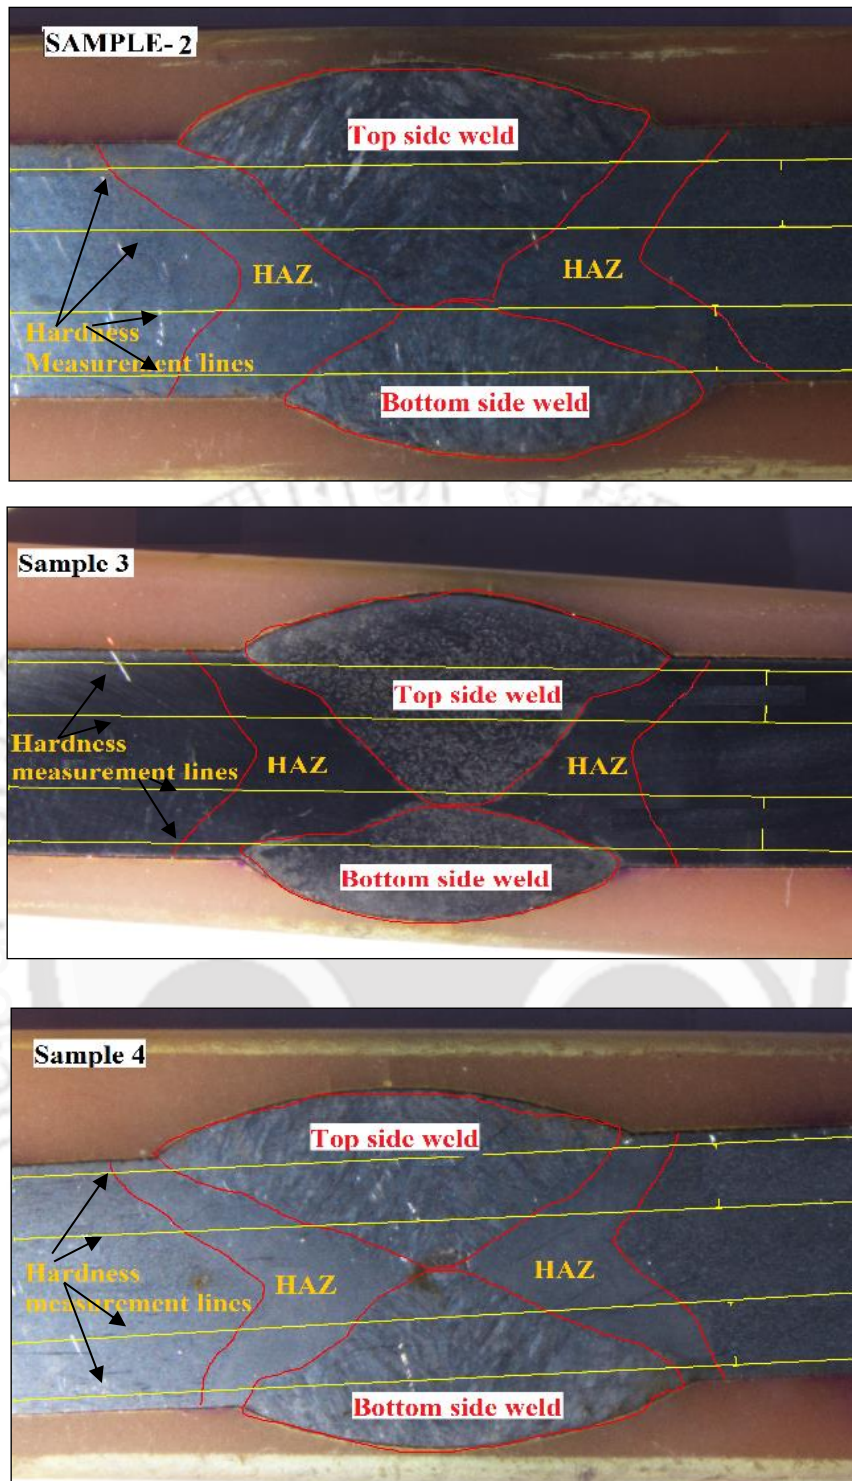 SAMPLE-2
Top side weld
HAZ
HAZ
Hardness
Measurement lines
Bottom side weld
Sample 3
Top side weld
Hardness
measurement lines
HAZ
HAZ
Bottom side weld
Sample 4
Top side weld
HAZ
HAZ
Hardness
measurement lines
Bottom side weld